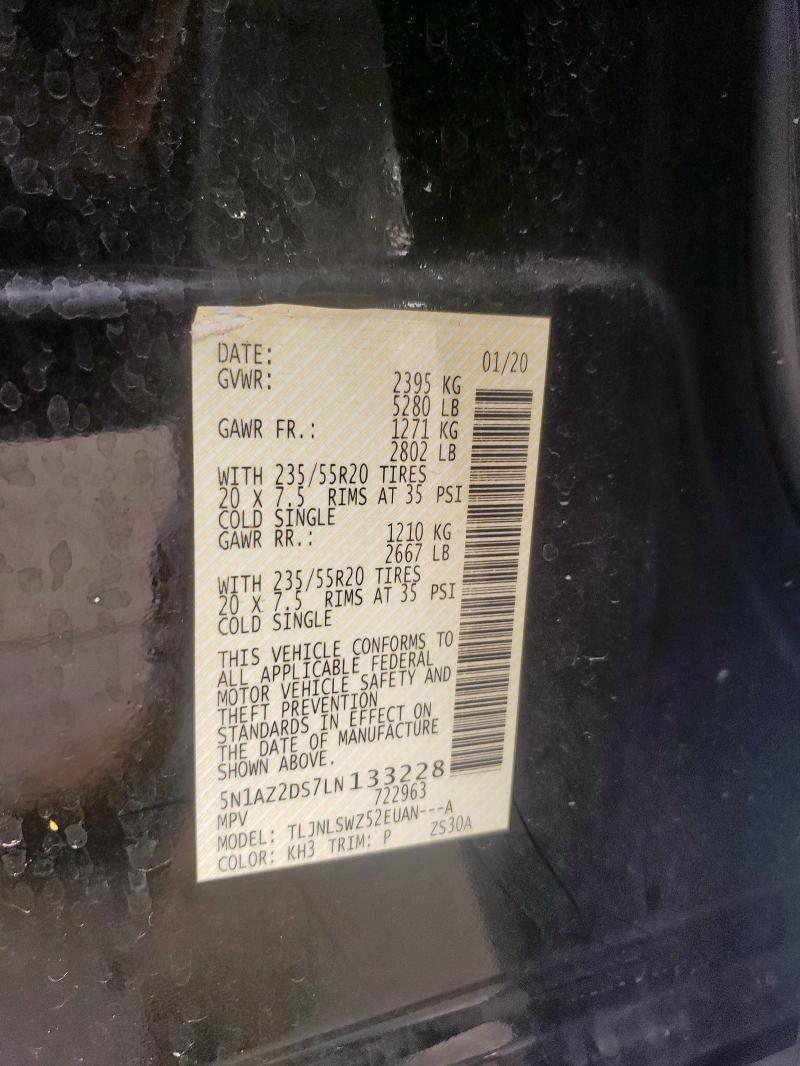 DATE: 01/20
GVWR: 2395 KG
5280 LB
GAWR FR.: 1271 KG
2802 LB
WITH 235/55R20 TIRES
20 X 7.5 RIMS AT 35 PSI
COLD SINGLE
GAWR RR.: 1210 KG
2667 LB
WITH 235/55R20 TIRES
20 X 7.5 RIMS AT 35 PSI
COLD SINGLE
THIS VEHICLE CONFORMS TO
ALL APPLICABLE FEDERAL
MOTOR VEHICLE SAFETY AND
THEFT PREVENTION
STANDARDS IN EFFECT ON
THE DATE OF MANUFACTURE
SHOWN ABOVE.
5N1AZ2DS7LN133228
MPV 722963
MODEL: TLJNLSWZ52EUAN---A
COLOR: KH3 TRIM: P ZS30A